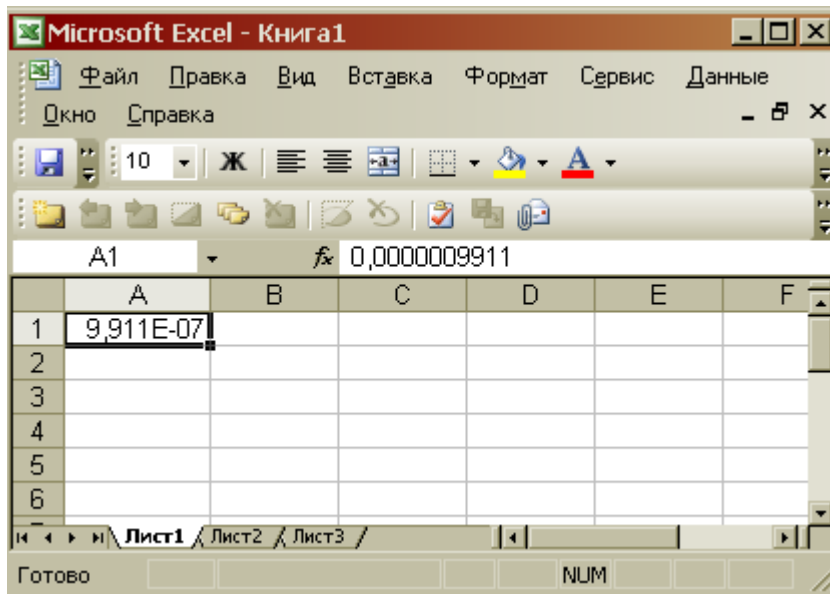 Microsoft Excel - Книга1
Файл Правка Вид Вставка Формат Сервис Данные
Окно Справка
10 Ж a A
A1 fx 0,0000009911
A B C D E F
1 9,911E-07
2
3
4
5
6
Лист1 Лист2 Лист3
Готово NUM